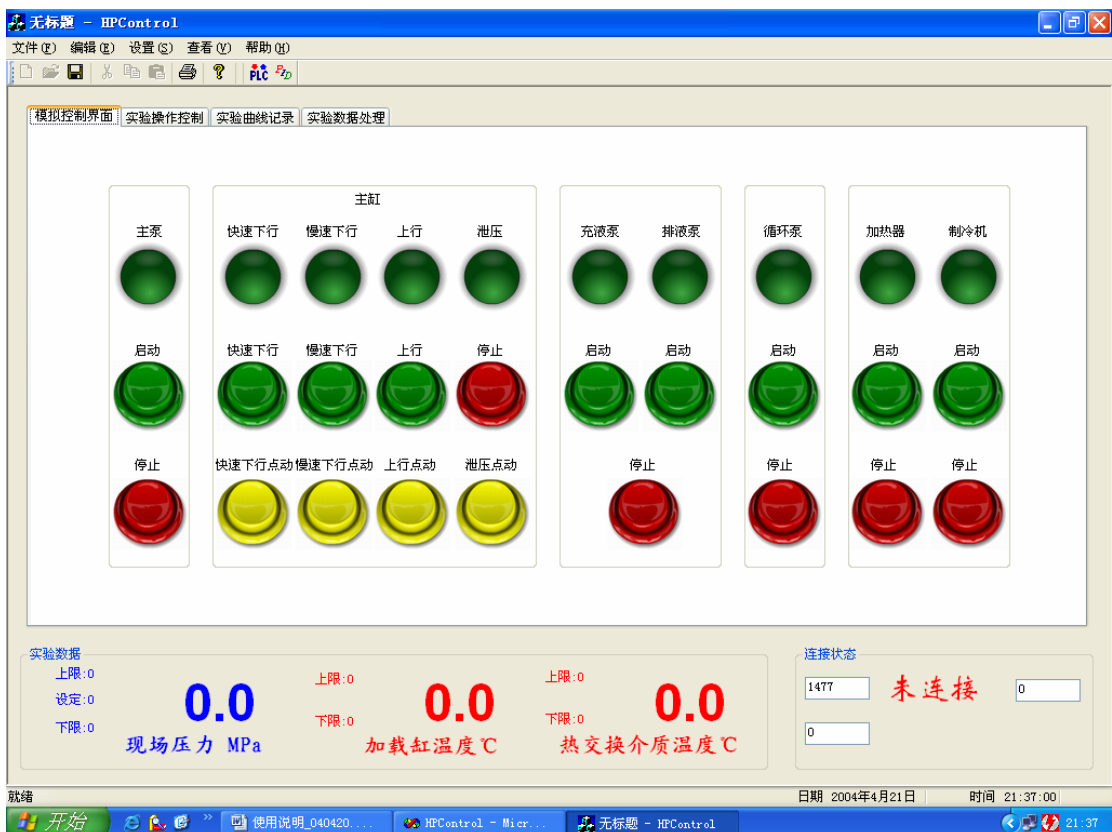 无标题 - HPControl
文件(F) 编辑(E) 设置(S) 查看(V) 帮助(H)
PLC PID
模拟控制界面 实验操作控制 实验曲线记录 实验数据处理
主缸
主泵 快速下行 慢速下行 上行 泄压 充液泵 排液泵 循环泵 加热器 制冷机
启动 快速下行 慢速下行 上行 停止 启动 启动 启动 启动 启动
停止 快速下行点动 慢速下行点动 上行点动 泄压点动 停止 停止 停止 停止
实验数据
上限:0
设定:0
下限:0
0.0
现场压力 MPa
上限:0
下限:0
0.0
加载缸温度℃
上限:0
下限:0
0.0
热交换介质温度℃
连接状态
1477 未连接 0
0
就绪 日期 2004年4月21日 时间 21:37:00
开始 使用说明_040420.... HPControl - Micr... 无标题 - HPControl 21:37